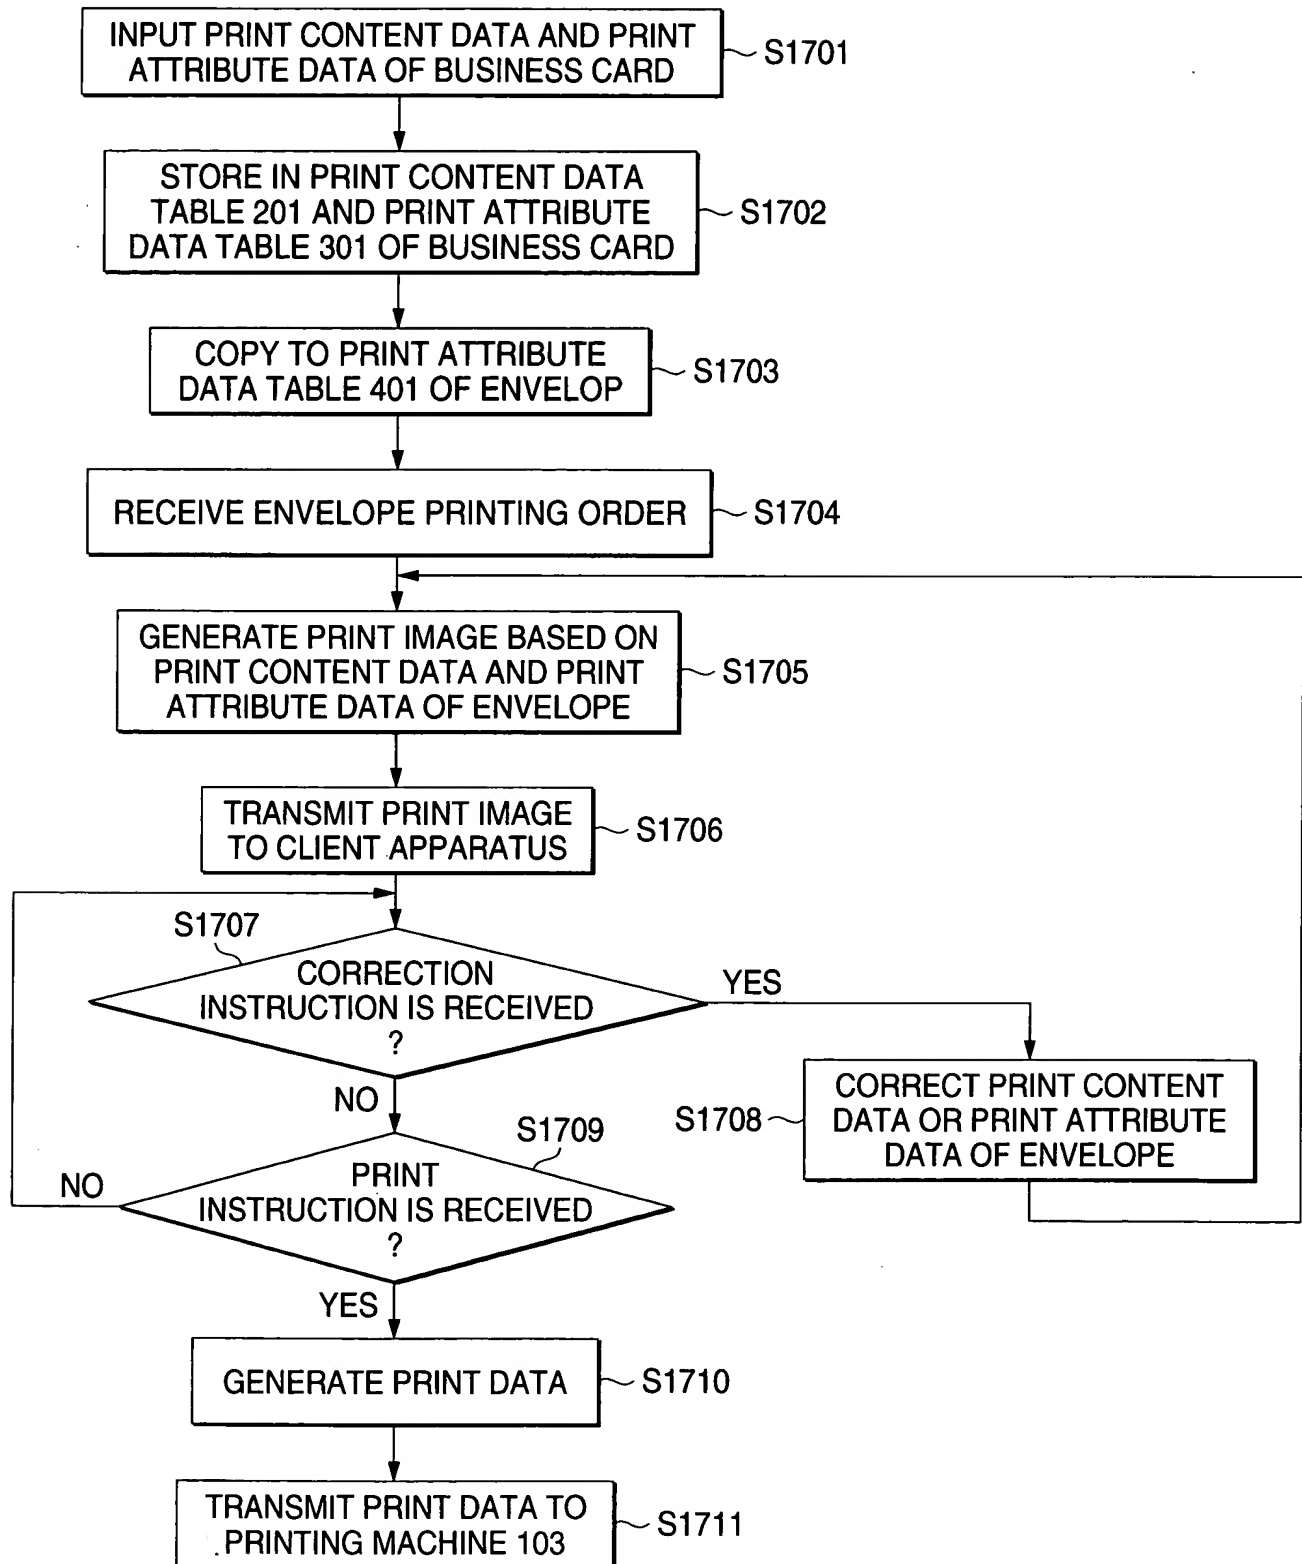 INPUT PRINT CONTENT DATA AND PRINT
ATTRIBUTE DATA OF BUSINESS CARD
S1701
STORE IN PRINT CONTENT DATA
TABLE 201 AND PRINT ATTRIBUTE
DATA TABLE 301 OF BUSINESS CARD
S1702
COPY TO PRINT ATTRIBUTE
DATA TABLE 401 OF ENVELOP
S1703
RECEIVE ENVELOPE PRINTING ORDER
S1704
GENERATE PRINT IMAGE BASED ON
PRINT CONTENT DATA AND PRINT
ATTRIBUTE DATA OF ENVELOPE
S1705
TRANSMIT PRINT IMAGE
TO CLIENT APPARATUS
S1706
S1707
CORRECTION
INSTRUCTION IS RECEIVED
?
YES
NO
S1708
CORRECT PRINT CONTENT
DATA OR PRINT ATTRIBUTE
DATA OF ENVELOPE
S1709
PRINT
INSTRUCTION IS RECEIVED
?
NO
YES
GENERATE PRINT DATA
S1710
TRANSMIT PRINT DATA TO
PRINTING MACHINE 103
S1711